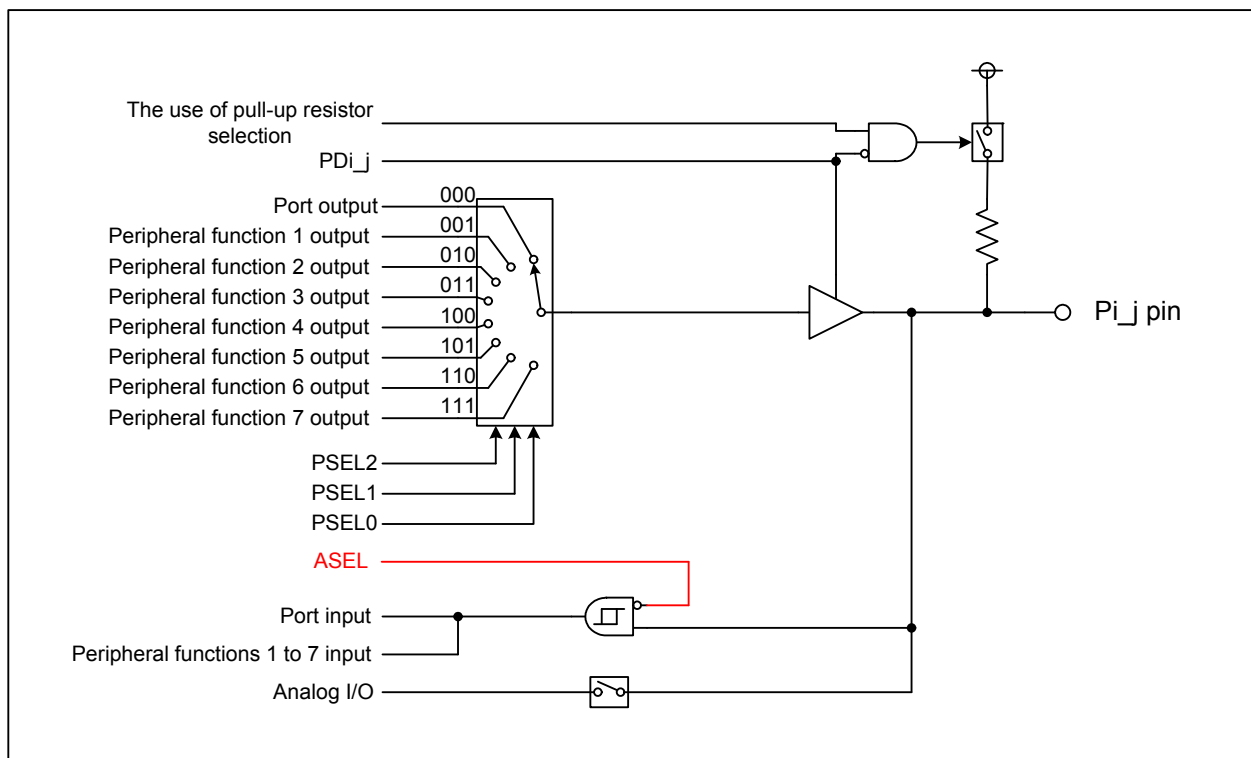 The use of pull-up resistor
selection
PDi_j
Port output
000
Peripheral function 1 output
001
Peripheral function 2 output
010
Peripheral function 3 output
011
Peripheral function 4 output
100
Peripheral function 5 output
101
Peripheral function 6 output
110
Peripheral function 7 output
111
Pi_j pin
PSEL2
PSEL1
PSEL0
ASEL
Port input
Peripheral functions 1 to 7 input
Analog I/O